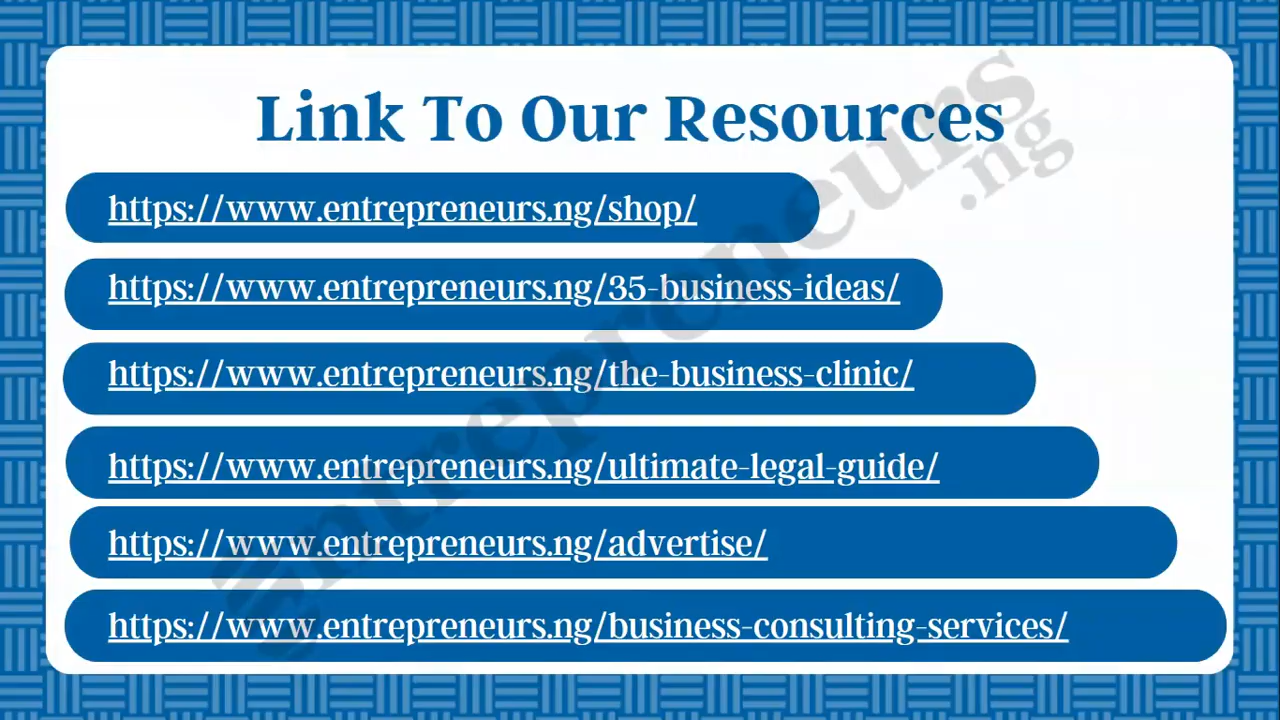 Link To Our Resources
https://www.entrepreneurs.ng/shop/
https://www.entrepreneurs.ng/35-business-ideas/
https://www.entrepreneurs.ng/the-business-clinic/
https://www.entrepreneurs.ng/ultimate-legal-guide/
https://www.entrepreneurs.ng/advertise/
https://www.entrepreneurs.ng/business-consulting-services/
entrepreneurs
.ng